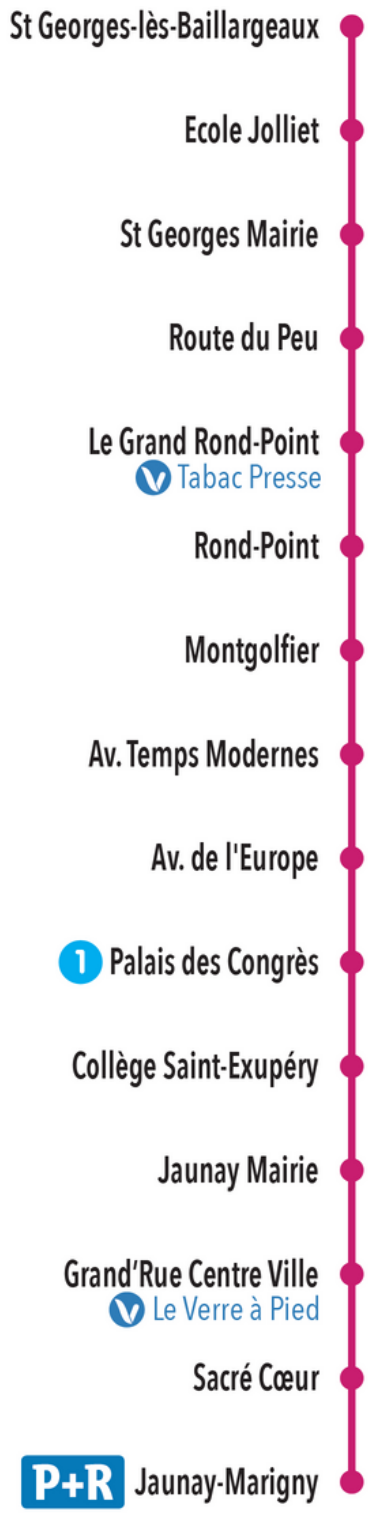 St Georges-lès-Baillargeaux
Ecole Jolliet
St Georges Mairie
Route du Peu
Le Grand Rond-Point
V Tabac Presse
Rond-Point
Montgolfier
Av. Temps Modernes
Av. de l'Europe
1 Palais des Congrès
Collège Saint-Exupéry
Jaunay Mairie
Grand'Rue Centre Ville
V Le Verre à Pied
Sacré Cœur
P+R Jaunay-Marigny